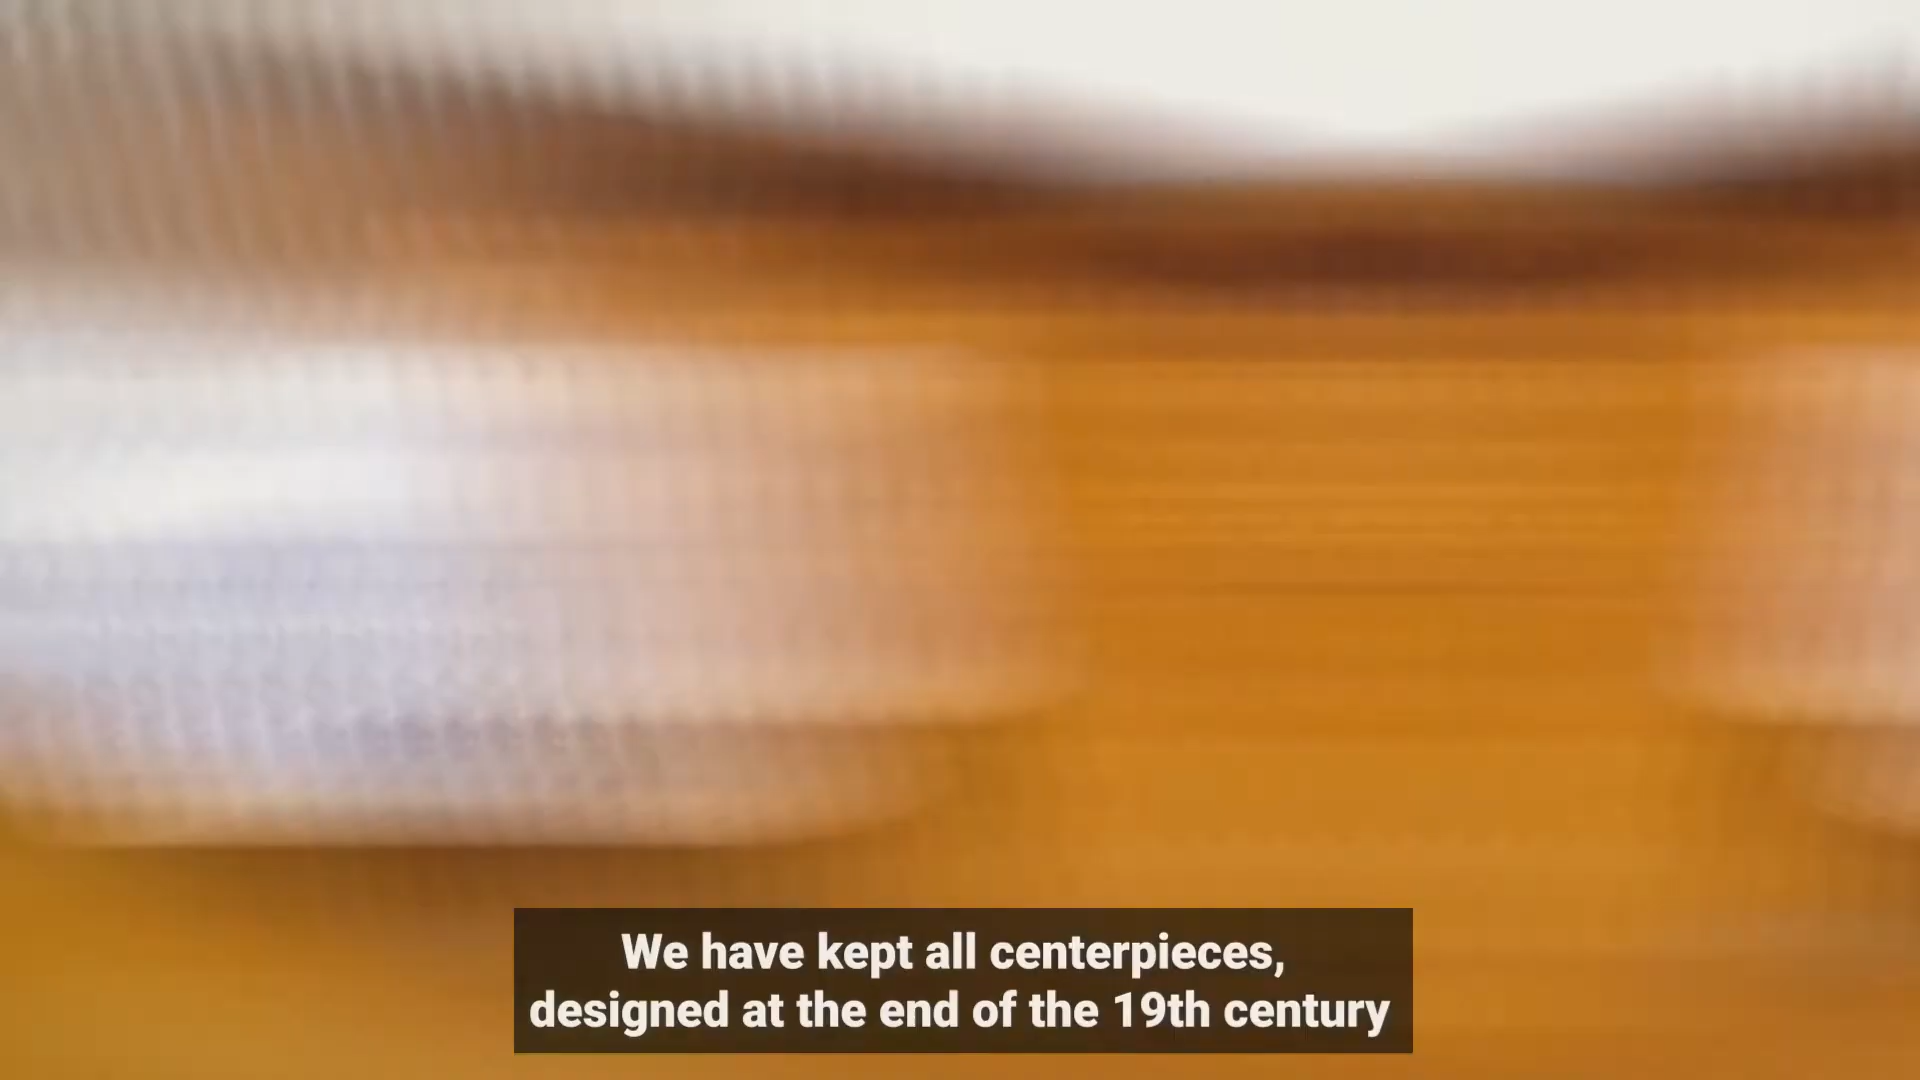 We have kept all centerpieces,
designed at the end of the 19th century